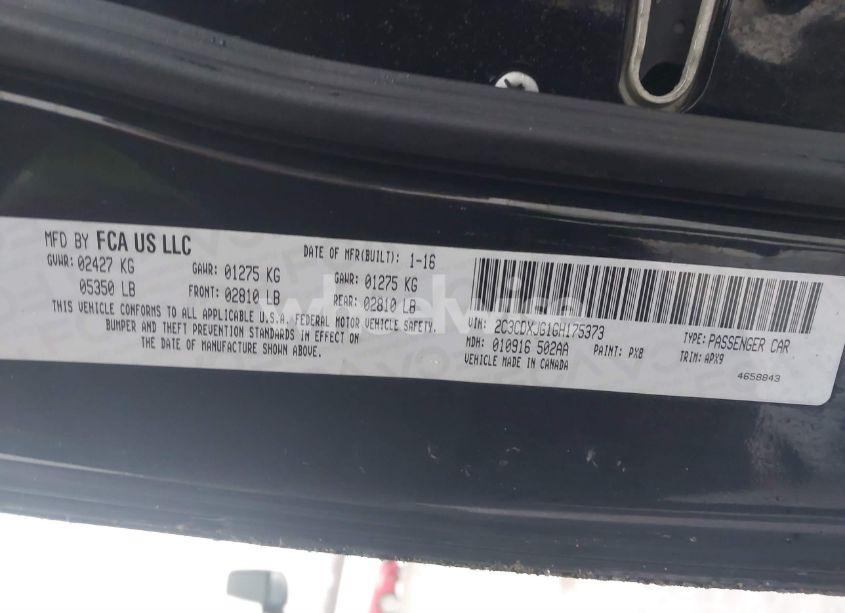 MFD BY FCA US LLC
DATE OF MFR(BUILT): 1-16
GVWR: 02427 KG
GAWR: 01275 KG
GAWR: 01275 KG
05350 LB
FRONT: 02810 LB
REAR: 02810 LB
THIS VEHICLE CONFORMS TO ALL APPLICABLE U.S.A. FEDERAL MOTOR VEHICLE SAFETY,
BUMPER AND THEFT PREVENTION STANDARDS IN EFFECT ON
THE DATE OF MANUFACTURE SHOWN ABOVE.
VIN: 2C3CDXJG1GH175373
TYPE: PASSENGER CAR
MDH: 010916 502AA
PAINT: PX8
TRIM: APX9
VEHICLE MADE IN CANADA
4658843
wheelwise